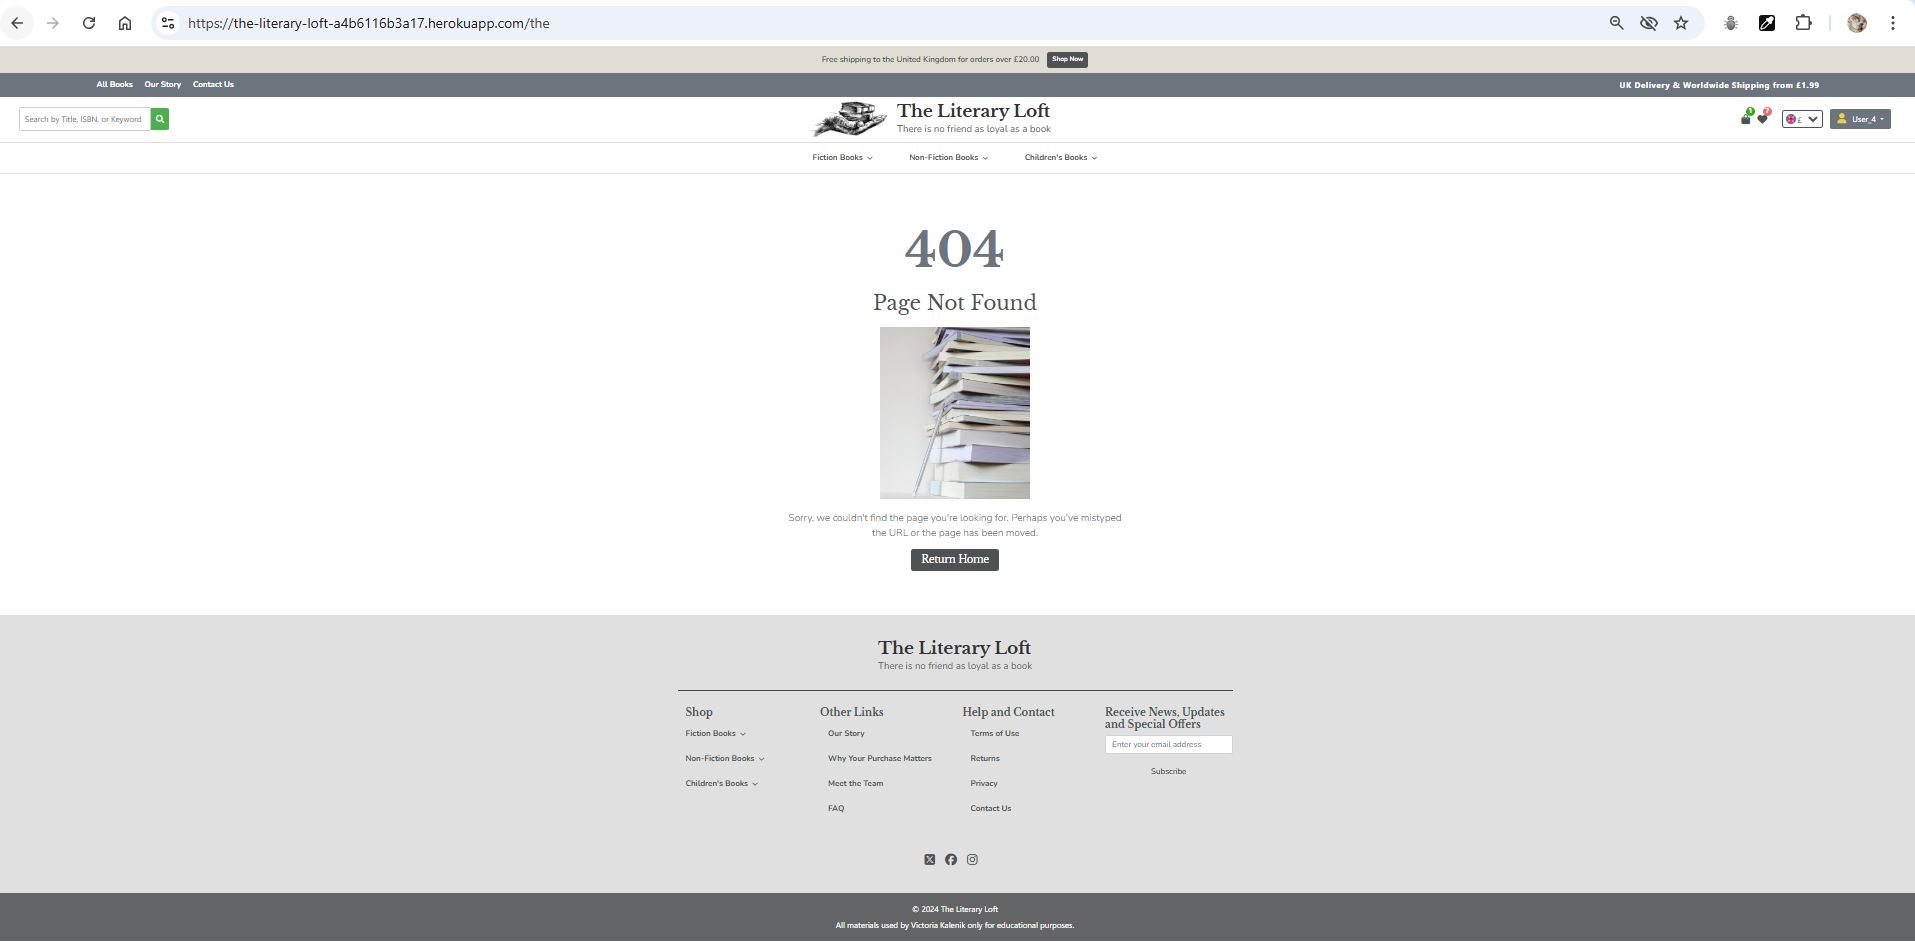 https://the-literary-loft-a4b6116b3a17.herokuapp.com/the
Free shipping to the United Kingdom for orders over £20.00 Shop Now
All Books Our Story Contact Us
UK Delivery & Worldwide Shipping from £1.99
Search by Title, ISBN, or Keyword
The Literary Loft
There is no friend as loyal as a book
1 7 £ User_4
Fiction Books Non-Fiction Books Children's Books
404
Page Not Found
Sorry, we couldn't find the page you're looking for. Perhaps you've mistyped
the URL or the page has been moved.
Return Home
The Literary Loft
There is no friend as loyal as a book
Shop
Fiction Books
Non-Fiction Books
Children's Books
Other Links
Our Story
Why Your Purchase Matters
Meet the Team
FAQ
Help and Contact
Terms of Use
Returns
Privacy
Contact Us
Receive News, Updates
and Special Offers
Enter your email address
Subscribe
© 2024 The Literary Loft
All materials used by Victoria Kalenik only for educational purposes.